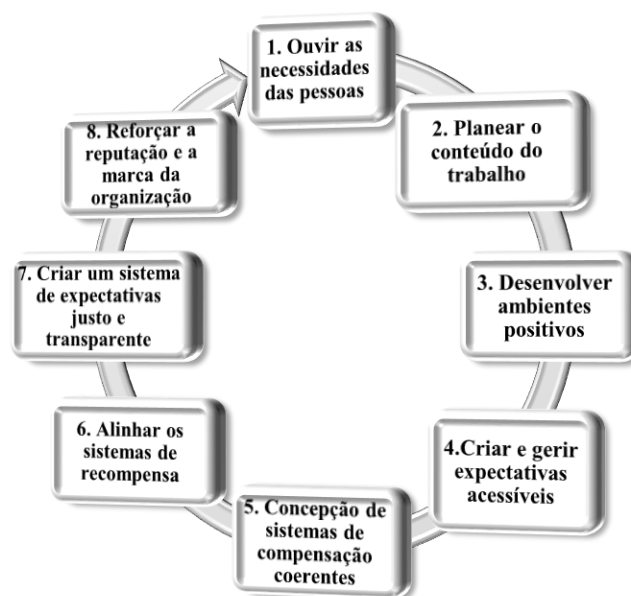 1. Ouvir as
necessidades
das pessoas
2. Planear o
conteúdo do
trabalho
3. Desenvolver
ambientes
positivos
4.Criar e gerir
expectativas
acessíveis
5. Concepção de
sistemas de
compensação
coerentes
6. Alinhar os
sistemas de
recompensa
7. Criar um sistema
de expectativas
justo e
transparente
8. Reforçar a
reputação e a
marca da
organização